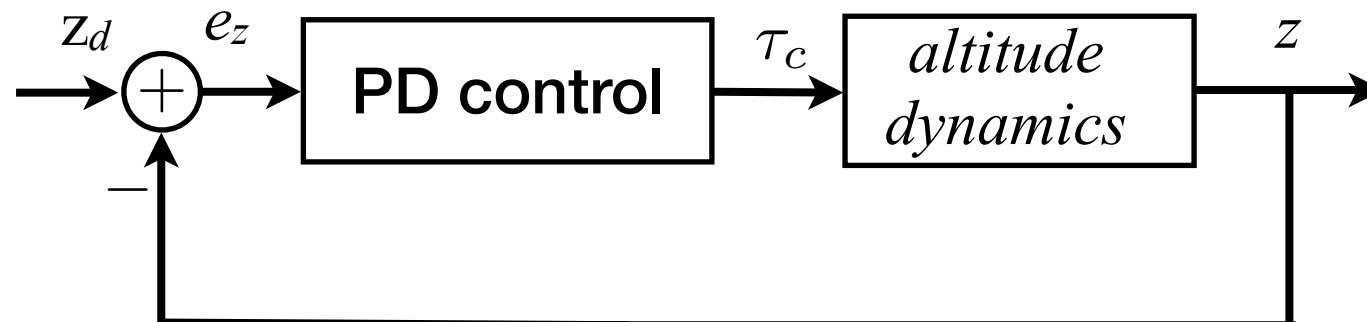 z_d
e_z
PD control
τ_c
altitude
dynamics
z
+
−